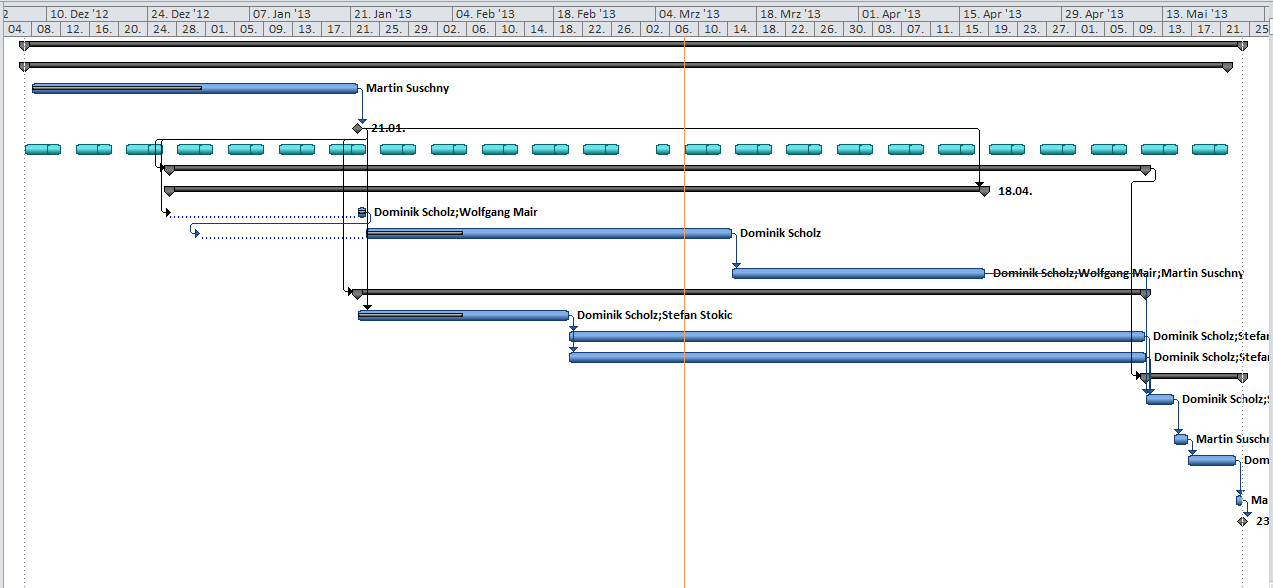 2 10. Dez '12 24. Dez '12 07. Jan '13 21. Jan '13 04. Feb '13 18. Feb '13 04. Mrz '13 18. Mrz '13 01. Apr '13 15. Apr '13 29. Apr '13 13. Mai '13
04. 08. 12. 16. 20. 24. 28. 01. 05. 09. 13. 17. 21. 25. 29. 02. 06. 10. 14. 18. 22. 26. 02. 06. 10. 14. 18. 22. 26. 30. 03. 07. 11. 15. 19. 23. 27. 01. 05. 09. 13. 17. 21. 25
Martin Suschny
21.01.
18.04.
Dominik Scholz;Wolfgang Mair
Dominik Scholz
Dominik Scholz;Wolfgang Mair;Martin Suschny
Dominik Scholz;Stefan Stokic
Dominik Scholz;Stefa
Dominik Scholz;Stefa
Dominik Scholz;S
Martin Suschn
Dom
Ma
23